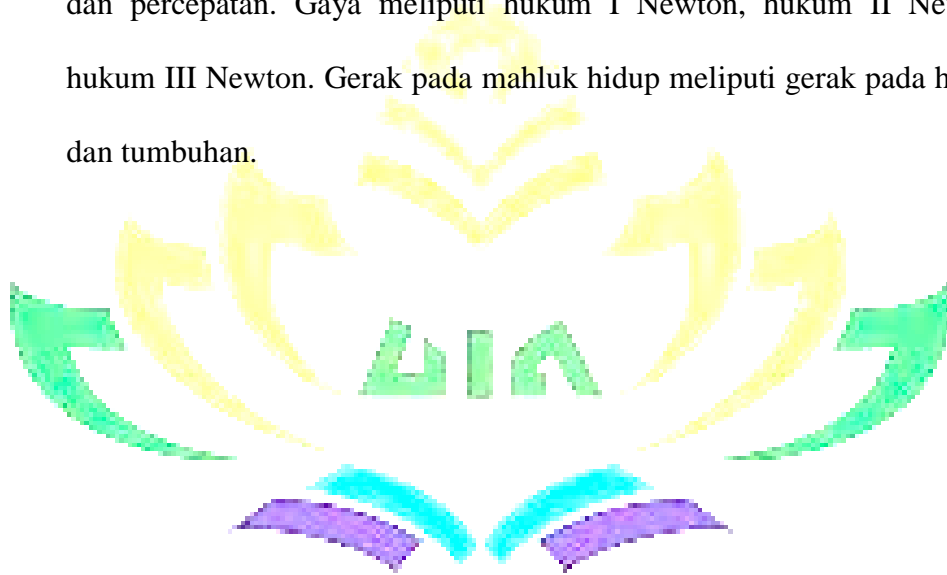 dan percepatan. Gaya meliputi hukum I Newton, hukum II Ne
hukum III Newton. Gerak pada mahluk hidup meliputi gerak pada h
dan tumbuhan.
UIN